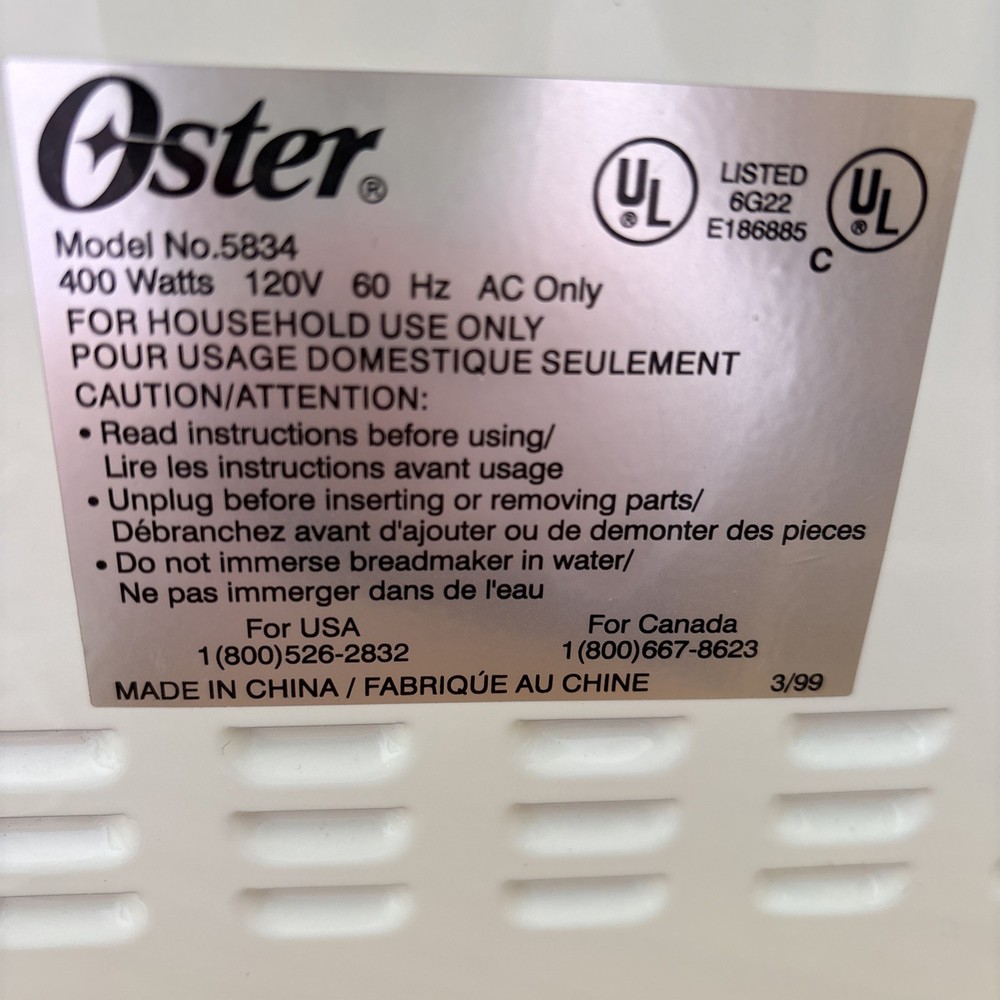 Oster®
Model No.5834
400 Watts 120V 60 Hz AC Only
UL®
LISTED
6G22
E186885
C UL®
FOR HOUSEHOLD USE ONLY
POUR USAGE DOMESTIQUE SEULEMENT
CAUTION/ATTENTION:
• Read instructions before using/
Lire les instructions avant usage
• Unplug before inserting or removing parts/
Débranchez avant d'ajouter ou de demonter des pieces
• Do not immerse breadmaker in water/
Ne pas immerger dans de l'eau
For USA
1(800)526-2832
For Canada
1(800)667-8623
MADE IN CHINA / FABRIQÚE AU CHINE
3/99